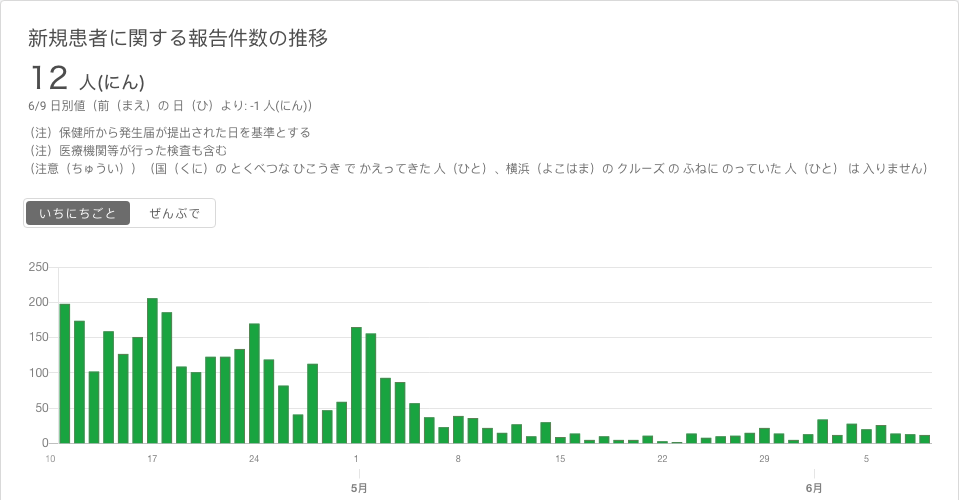 新規患者に関する報告件数の推移
12 人(にん)
6/9 日別値（前（まえ）の 日（ひ）より: -1 人(にん)）
（注）保健所から発生届が提出された日を基準とする
（注）医療機関等が行った検査も含む
（注意（ちゅうい））（国（くに）の とくべつな ひこうき で かえってきた 人（ひと）、横浜（よこはま）の クルーズ の ふねに のっていた 人（ひと） は 入りません）
いちにちごと ぜんぶで
250
200
150
100
50
0
10 17 24 1 8 15 22 29 5
5月 6月